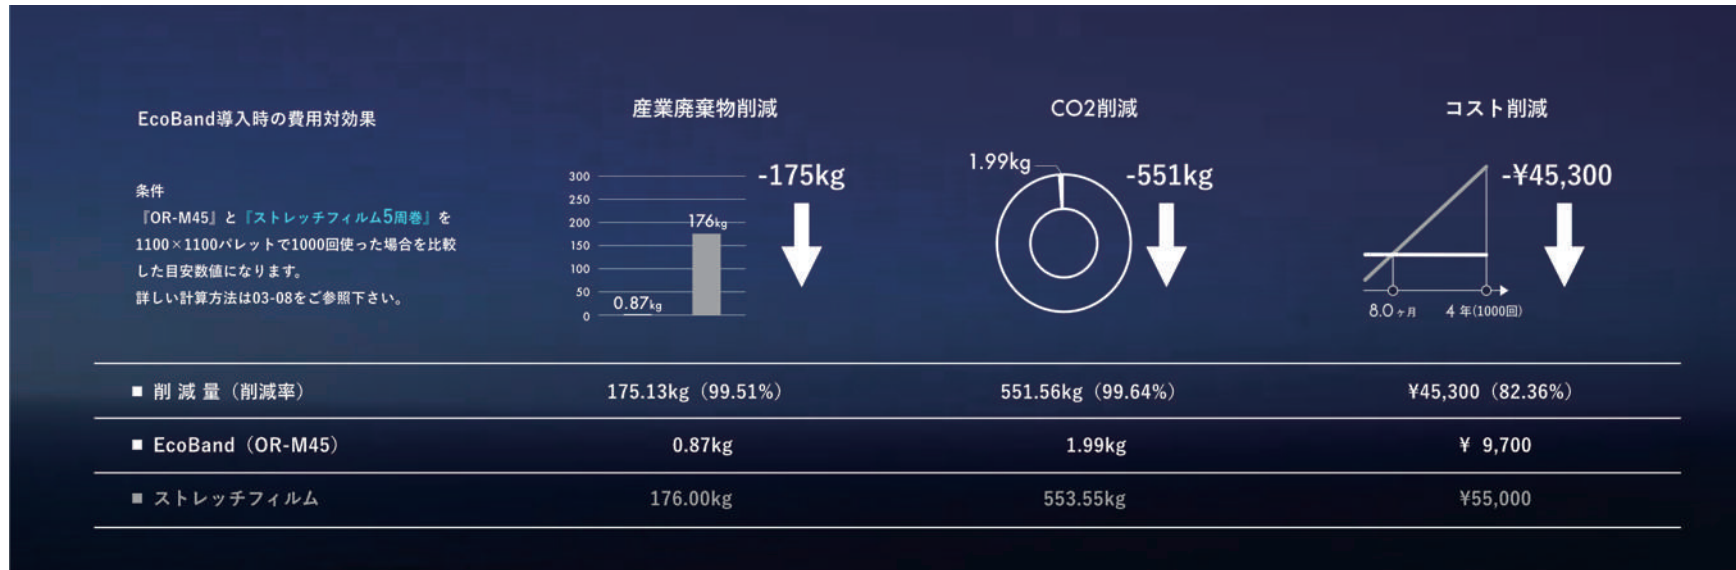 EcoBand導入時の費用対効果
条件
『OR-M45』と『ストレッチフィルム5周巻』を
1100×1100パレットで1000回使った場合を比較
した目安数値になります。
詳しい計算方法は03-08をご参照下さい。
産業廃棄物削減
-175kg
300
250
200
150
100
50
0
0.87kg
176kg
CO2削減
1.99kg
-551kg
コスト削減
-¥45,300
8.0ヶ月
4年(1000回)
■ 削減量（削減率） 175.13kg（99.51%） 551.56kg（99.64%） ¥45,300（82.36%）
■ EcoBand（OR-M45） 0.87kg 1.99kg ¥ 9,700
■ ストレッチフィルム 176.00kg 553.55kg ¥55,000